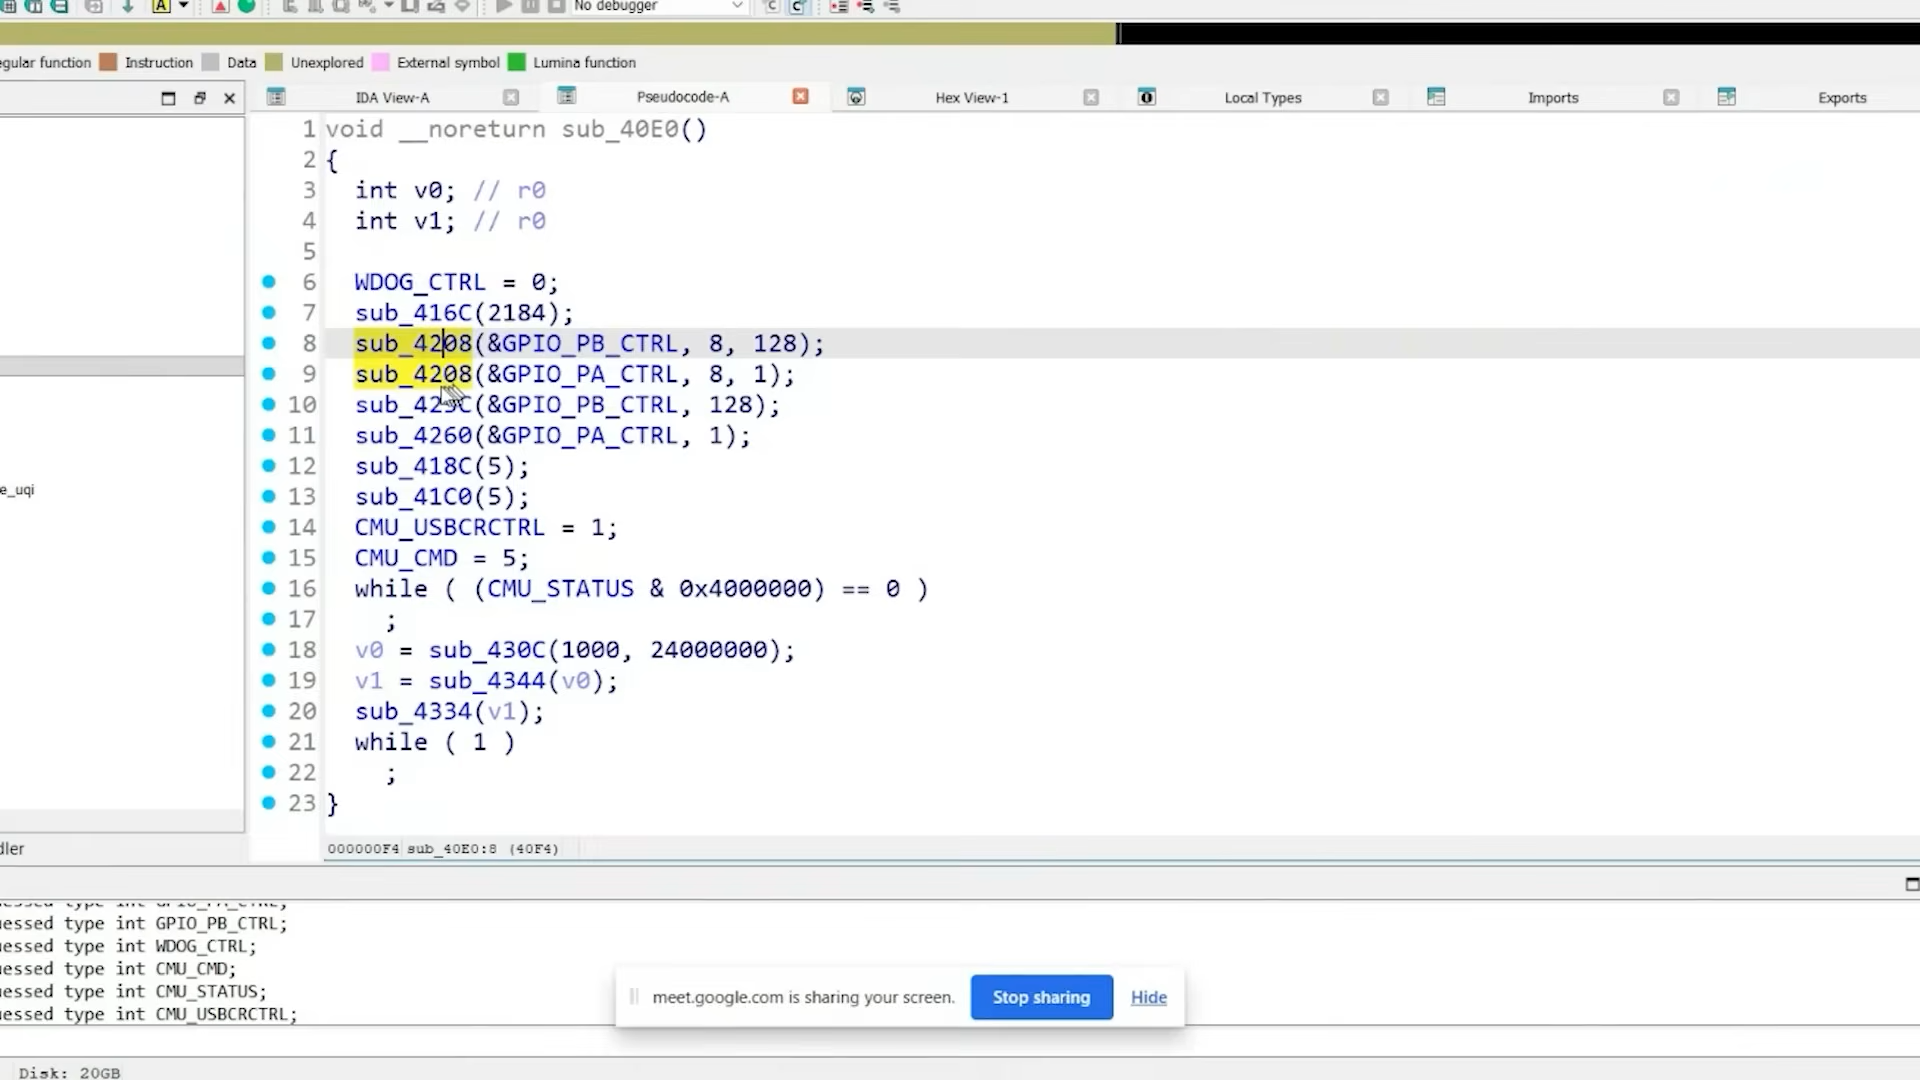 No debugger
egular function Instruction Data Unexplored External symbol Lumina function
IDA View-A Pseudocode-A Hex View-1 Local Types Imports Exports
1 void __noreturn sub_40E0()
2 {
3 int v0; // r0
4 int v1; // r0
5
6 WDOG_CTRL = 0;
7 sub_416C(2184);
8 sub_4208(&GPIO_PB_CTRL, 8, 128);
9 sub_4208(&GPIO_PA_CTRL, 8, 1);
10 (&GPIO_PB_CTRL, 128);
11 sub_4260(&GPIO_PA_CTRL, 1);
12 sub_418C(5);
13 sub_41C0(5);
14 CMU_USBCRCTRL = 1;
15 CMU_CMD = 5;
16 while ( (CMU_STATUS & 0x4000000) == 0 )
17 ;
18 v0 = sub_430C(1000, 24000000);
19 v1 = sub_4344(v0);
20 sub_4334(v1);
21 while ( 1 )
22 ;
23 }
e_uqi
dler
000000F4 sub_40E0:8 (40F4)
essed type int GPIO_PB_CTRL;
essed type int WDOG_CTRL;
essed type int CMU_CMD;
essed type int CMU_STATUS;
essed type int CMU_USBCRCTRL;
meet.google.com is sharing your screen. Stop sharing Hide
Disk: 20GB